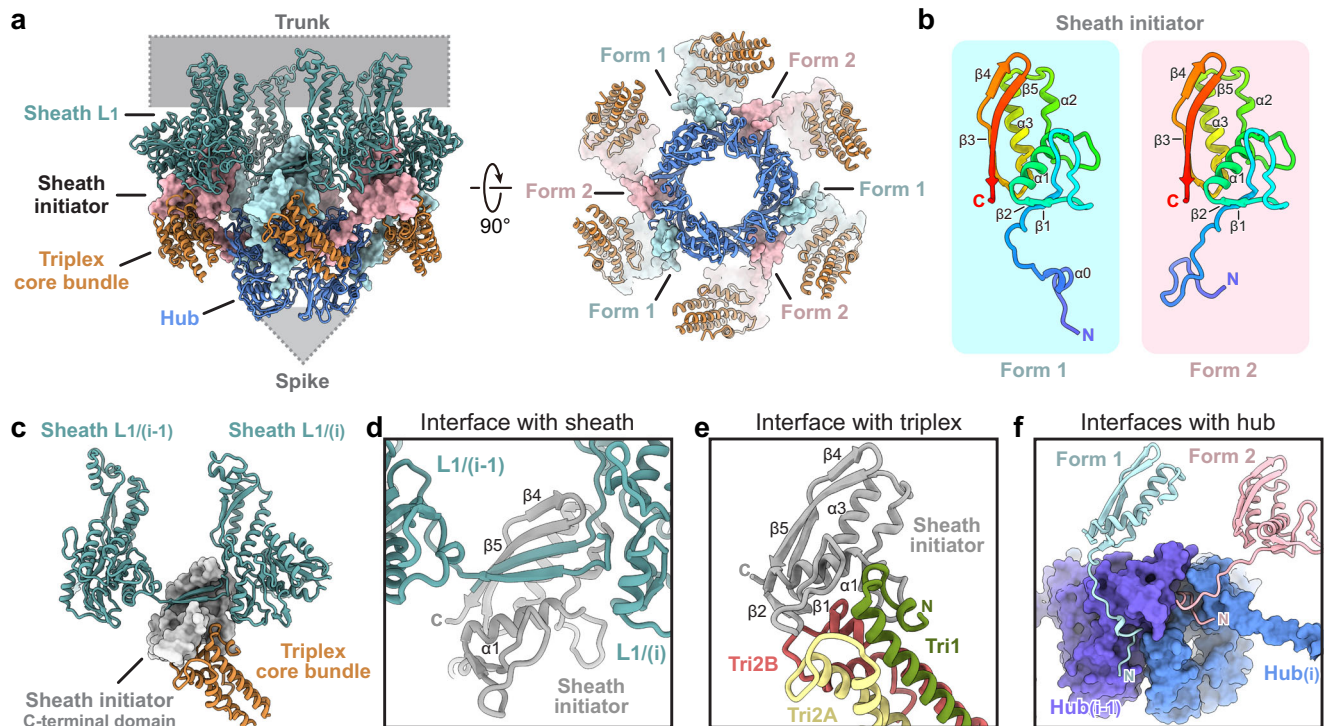 a
Trunk
Sheath L1
Sheath
initiator
Triplex
core bundle
Hub
Spike
90°
Form 1
Form 2
Form 2
Form 1
Form 1
Form 2
b
Sheath initiator
β4
β5
α2
α3
β3
α1
C
β2
β1
α0
N
Form 1
β4
β5
α2
α3
β3
α1
C
β2
β1
N
Form 2
c
Sheath L1/(i-1)
Sheath L1/(i)
Triplex
core bundle
Sheath initiator
C-terminal domain
d
Interface with sheath
L1/(i-1)
β4
β5
C
α1
L1/(i)
Sheath
initiator
e
Interface with triplex
β4
α3
β5
Sheath
initiator
C
α1
β2
β1
N
Tri1
Tri2B
Tri2A
f
Interfaces with hub
Form 1
Form 2
N
N
Hub(i)
Hub(i-1)